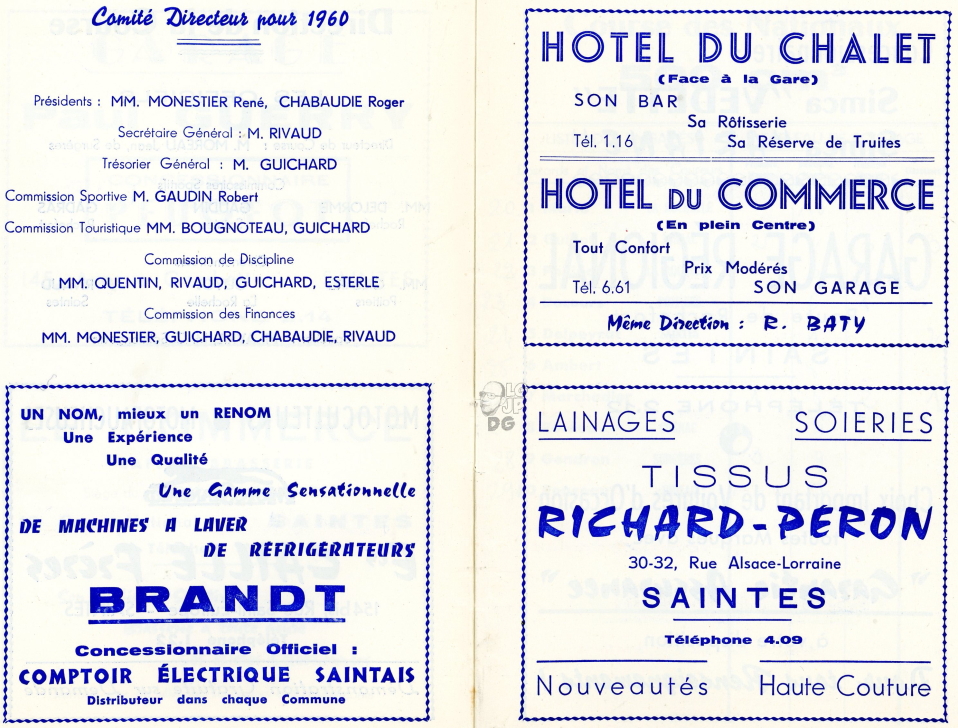 Comité Directeur pour 1960
Présidents : MM. MONESTIER René, CHABAUDIE Roger
Secrétaire Général : M. RIVAUD
Trésorier Général : M. GUICHARD
Commission Sportive M. GAUDIN Robert
Commission Touristique MM. BOUGNOTEAU, GUICHARD
Commission de Discipline
MM. QUENTIN, RIVAUD, GUICHARD, ESTERLE
Commission des Finances
MM. MONESTIER, GUICHARD, CHABAUDIE, RIVAUD
UN NOM, mieux un RENOM
Une Expérience
Une Qualité
Une Gamme Sensationnelle
DE MACHINES A LAVER
DE RÉFRIGÉRATEURS
BRANDT
Concessionnaire Officiel :
COMPTOIR ÉLECTRIQUE SAINTAIS
Distributeur dans chaque Commune
HOTEL DU CHALET
(Face à la Gare)
SON BAR
Sa Rôtisserie
Tél. 1.16 Sa Réserve de Truites
HOTEL DU COMMERCE
(En plein Centre)
Tout Confort
Prix Modérés
Tél. 6.61 SON GARAGE
Même Direction : R. BATY
LAINAGES SOIERIES
TISSUS
RICHARD-PÉRON
30-32, Rue Alsace-Lorraine
SAINTES
Téléphone 4.09
Nouveautés Haute Couture